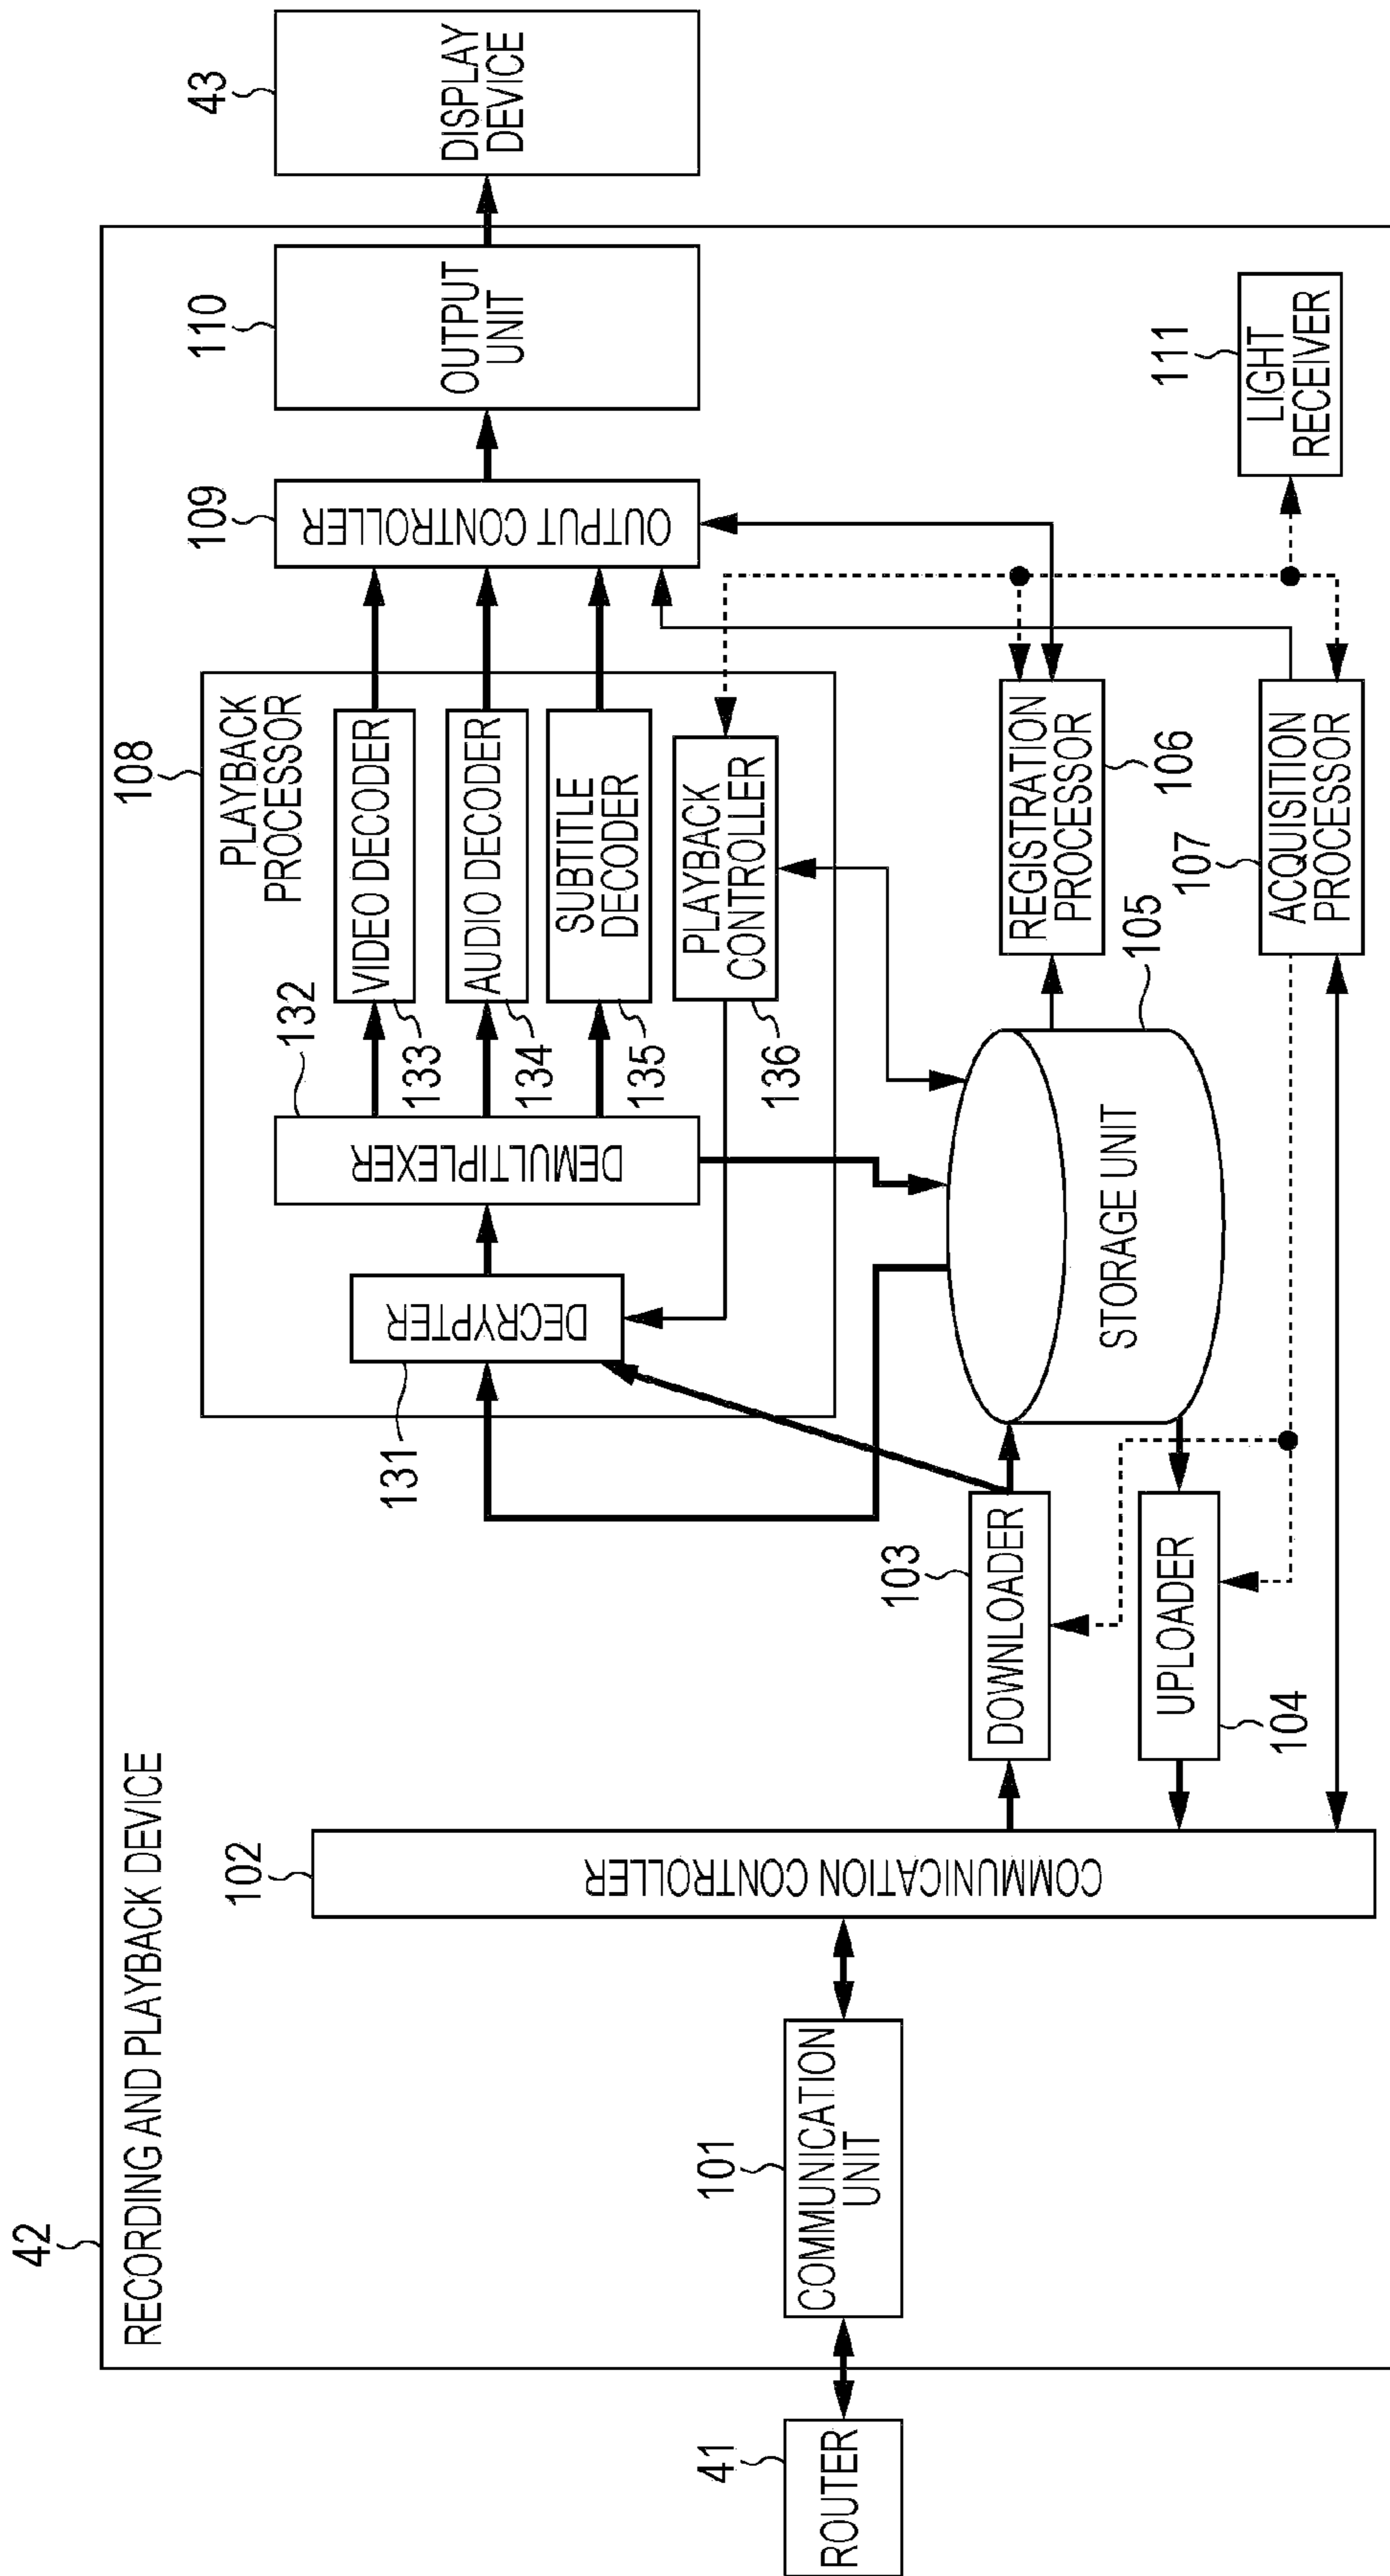 42
RECORDING AND PLAYBACK DEVICE
41
ROUTER
101
COMMUNICATION
UNIT
102
COMMUNICATION CONTROLLER
103
DOWNLOADER
UPLOADER
104
131
DECRYPTER
DEMULTIPLEXER
132
108
PLAYBACK
PROCESSOR
VIDEO DECODER
133
AUDIO DECODER
134
SUBTITLE
DECODER
135
PLAYBACK
CONTROLLER
136
STORAGE UNIT
105
REGISTRATION
PROCESSOR
106
107
ACQUISITION
PROCESSOR
109
OUTPUT CONTROLLER
110
OUTPUT
UNIT
111
LIGHT
RECEIVER
43
DISPLAY
DEVICE